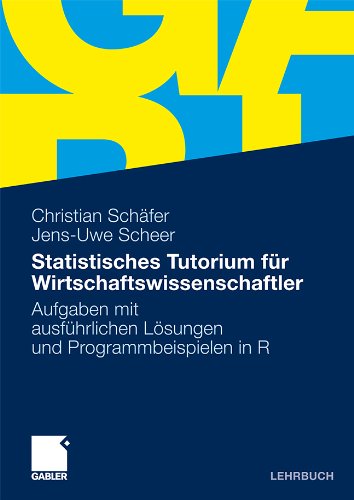 Christian Schäfer
Jens-Uwe Scheer
Statistisches Tutorium für
Wirtschaftswissenschaftler
Aufgaben mit
ausführlichen Lösungen
und Programmbeispielen in R
GABLER
LEHRBUCH